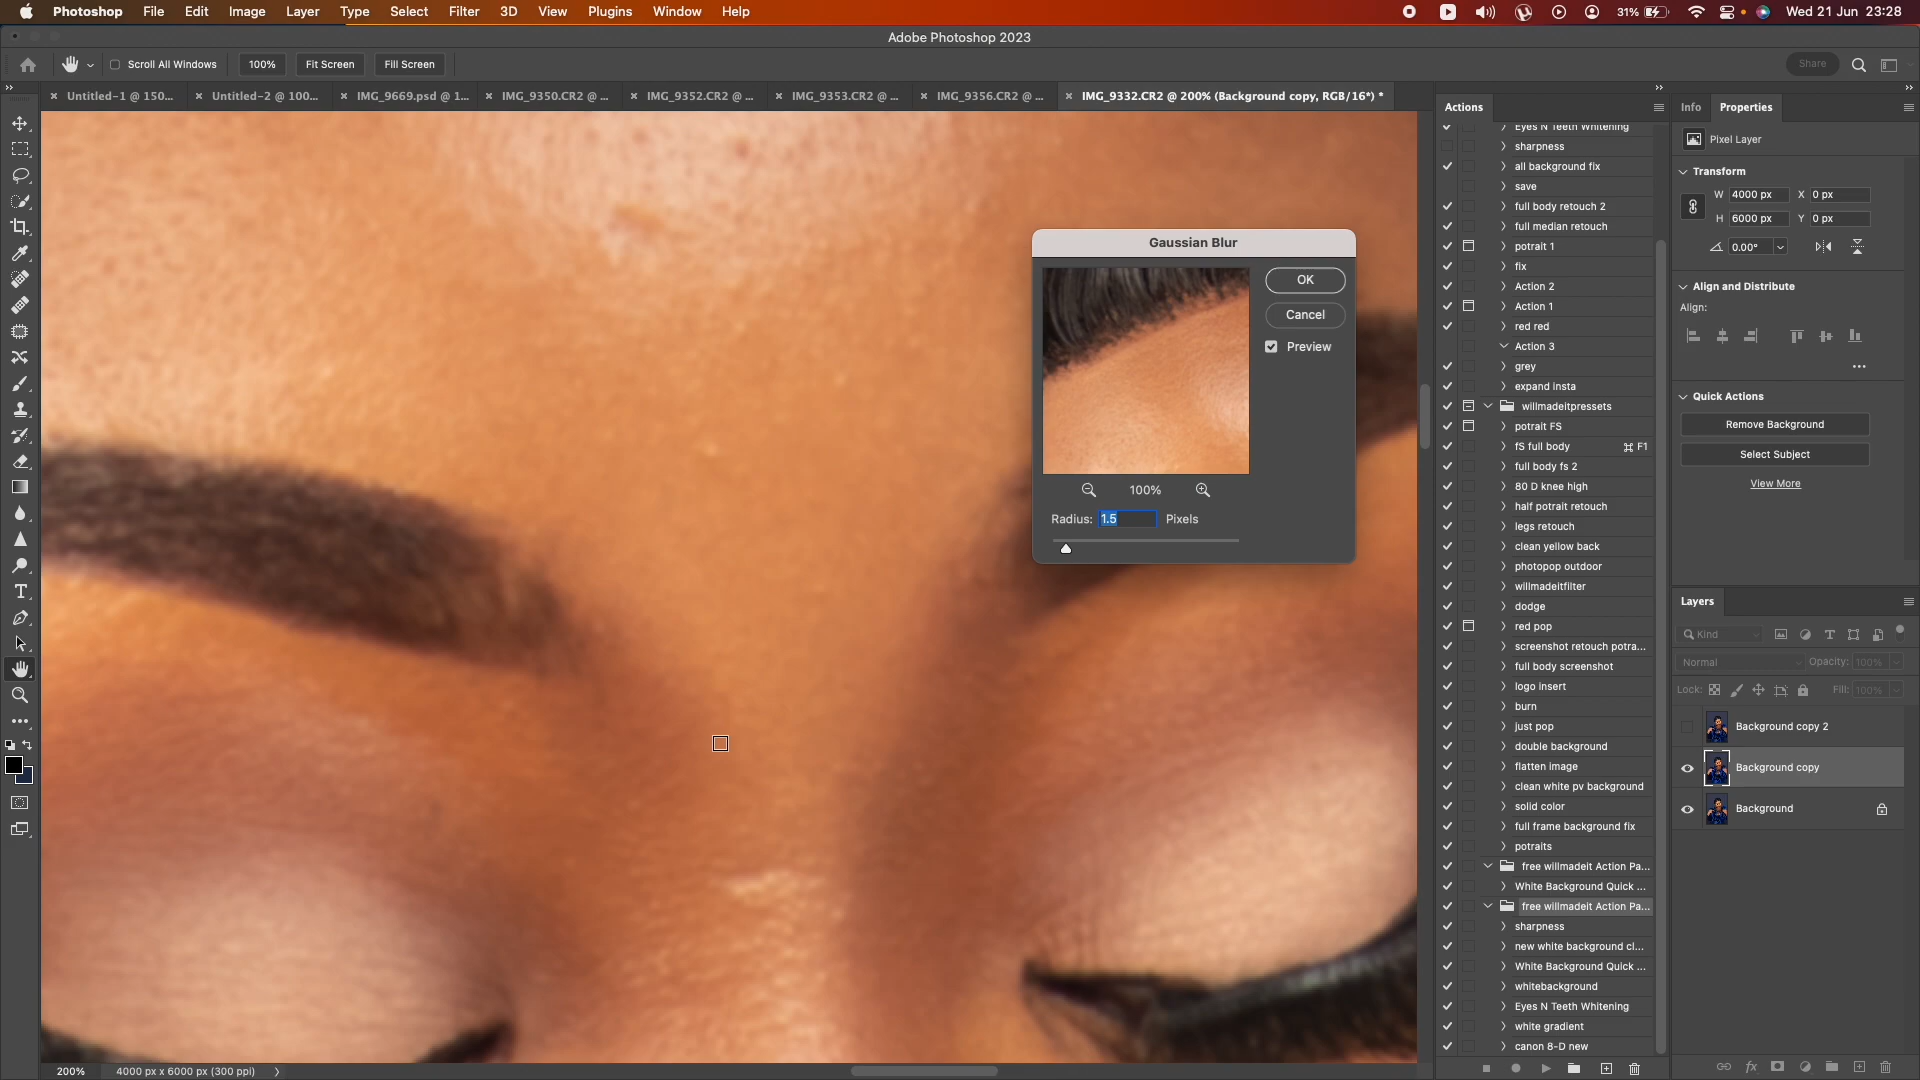 Photoshop File Edit Image Layer Type Select Filter 3D View Plugins Window Help 31% Wed 21 Jun 23:28
Adobe Photoshop 2023
Scroll All Windows 100% Fit Screen Fill Screen Share
Untitled-1 @ 150... Untitled-2 @ 100... IMG_9669.psd @ 1... IMG_9350.CR2 @ ... IMG_9352.CR2 @ ... IMG_9353.CR2 @ ... IMG_9356.CR2 @ ... IMG_9332.CR2 @ 200% (Background copy, RGB/16*) *
Gaussian Blur
OK
Cancel
Preview
100%
Radius: 1.5 Pixels
Actions
Eyes N Teeth Whitening
sharpness
all background fix
save
full body retouch 2
full median retouch
potrait 1
fix
Action 2
Action 1
red red
Action 3
grey
expand insta
willmadeitpressets
potrait FS
fS full body ⌘ F1
full body fs 2
80 D knee high
half potrait retouch
legs retouch
clean yellow back
photopop outdoor
willmadeitfilter
dodge
red pop
screenshot retouch potra...
full body screenshot
logo insert
burn
just pop
double background
flatten image
clean white pv background
solid color
full frame background fix
potraits
free willmadeit Action Pa...
White Background Quick ...
free willmadeit Action Pa...
sharpness
new white background cl...
White Background Quick ...
whitebackground
Eyes N Teeth Whitening
white gradient
canon 8-D new
Info Properties
Pixel Layer
Transform
W 4000 px X 0 px
H 6000 px Y 0 px
0.00°
Align and Distribute
Align:
Quick Actions
Remove Background
Select Subject
View More
Layers
Kind
Normal Opacity: 100%
Lock: Fill: 100%
Background copy 2
Background copy
Background
200% 4000 px x 6000 px (300 ppi)